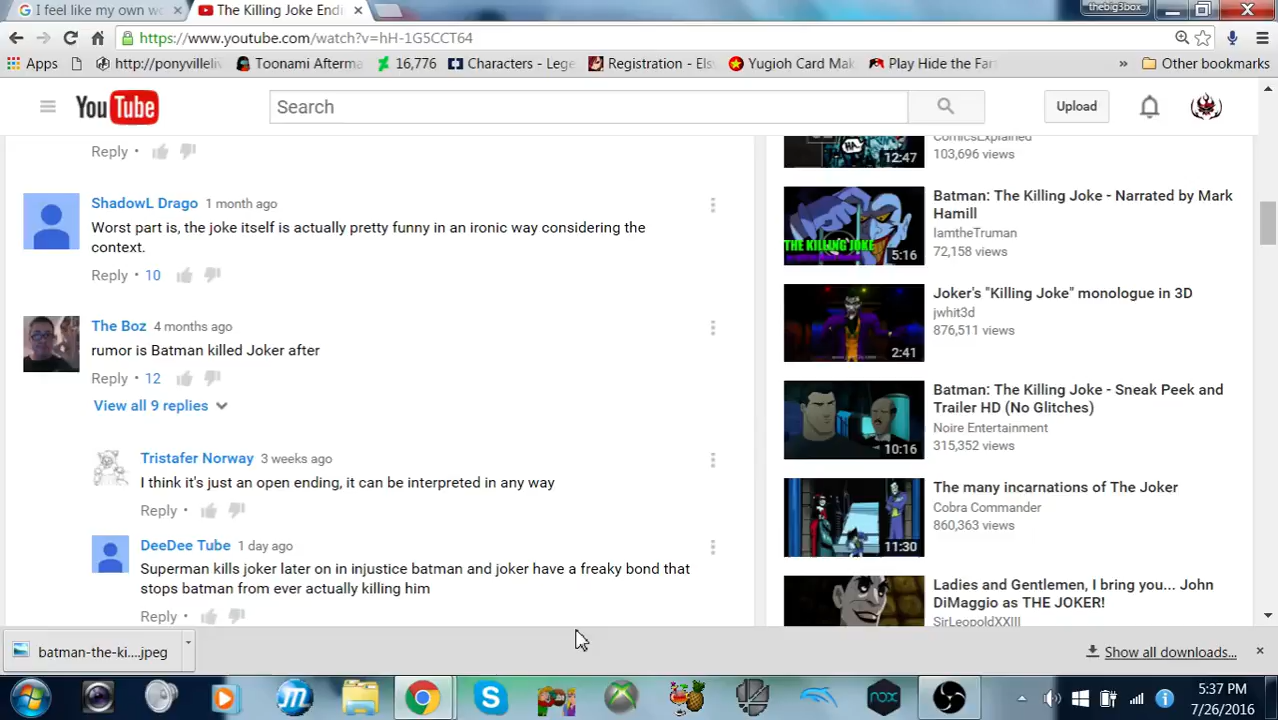 I feel like my own wo
The Killing Joke Endi
thebig3box
https://www.youtube.com/watch?v=hH-1G5CCT64
Apps
http://ponyvilleliv
Toonami Afterma
16,776
Characters - Lege
Registration - Els
Yugioh Card Mak
Play Hide the Fan
»
Other bookmarks
YouTube
Search
Upload
Reply •
ShadowL Drago 1 month ago
Worst part is, the joke itself is actually pretty funny in an ironic way considering the
context.
Reply • 10
The Boz 4 months ago
rumor is Batman killed Joker after
Reply • 12
View all 9 replies
Tristafer Norway 3 weeks ago
I think it's just an open ending, it can be interpreted in any way
Reply •
DeeDee Tube 1 day ago
Superman kills joker later on in injustice batman and joker have a freaky bond that
stops batman from ever actually killing him
Reply •
HA,
12:47
ComicsExplained
103,696 views
THE KILLING JOKE
5:16
Batman: The Killing Joke - Narrated by Mark
Hamill
IamtheTruman
72,158 views
2:41
Joker's "Killing Joke" monologue in 3D
jwhit3d
876,511 views
10:16
Batman: The Killing Joke - Sneak Peek and
Trailer HD (No Glitches)
Noire Entertainment
315,352 views
11:30
The many incarnations of The Joker
Cobra Commander
860,363 views
Ladies and Gentlemen, I bring you... John
DiMaggio as THE JOKER!
SirLeopoldXXIII
batman-the-ki....jpeg
Show all downloads...
nox
5:37 PM
7/26/2016